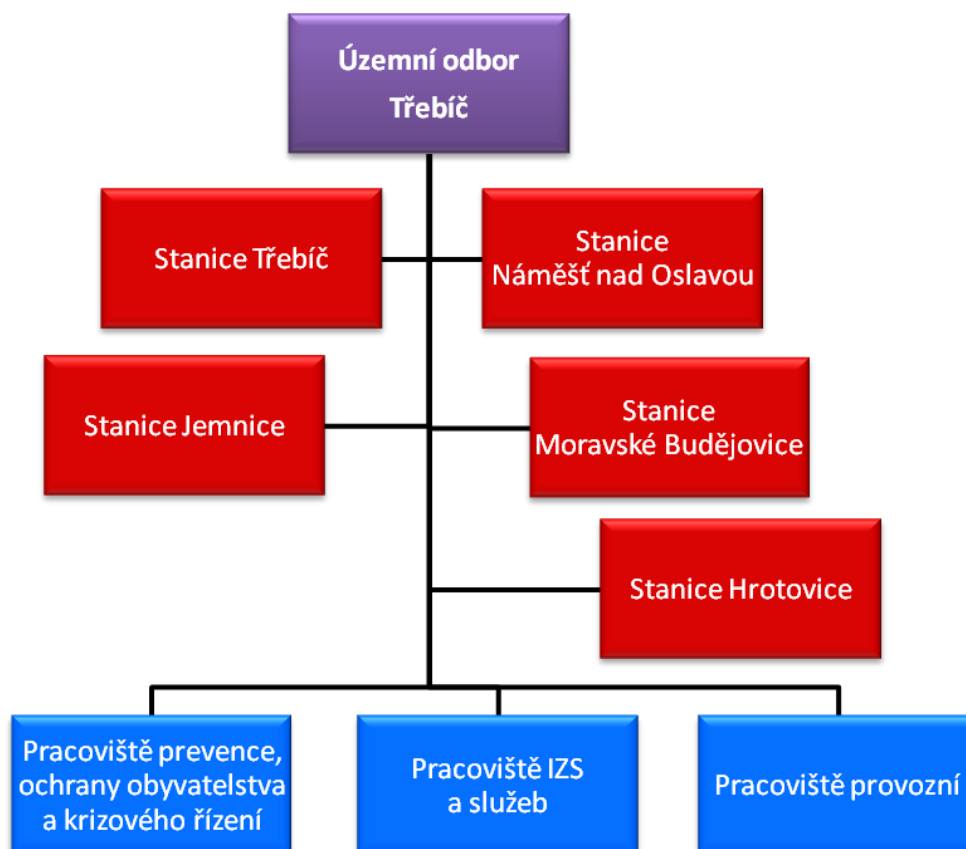 Územní odbor
Třebíč
Stanice Třebíč
Stanice
Náměšť nad Oslavou
Stanice Jemnice
Stanice
Moravské Budějovice
Stanice Hrotovice
Pracoviště prevence,
ochrany obyvatelstva
a krizového řízení
Pracoviště IZS
a služeb
Pracoviště provozní